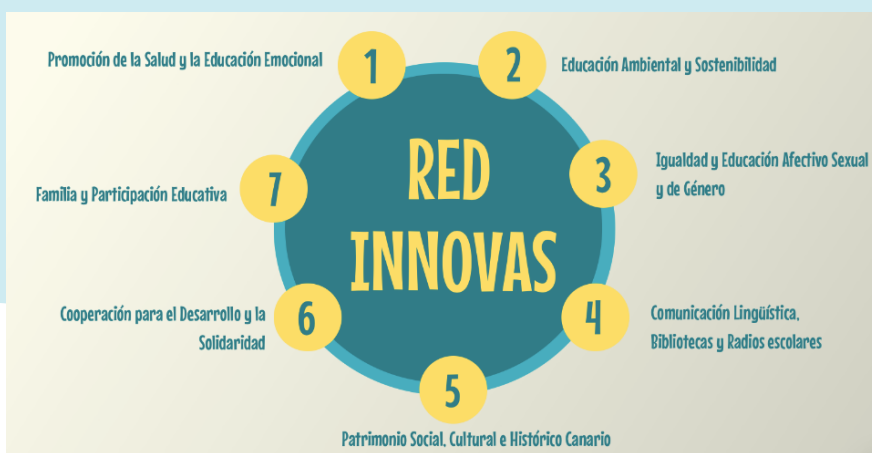 1
Promoción de la Salud y la Educación Emocional
2
Educación Ambiental y Sostenibilidad
RED
INNOVAS
3
Igualdad y Educación Afectivo Sexual
y de Género
7
Familia y Participación Educativa
4
Comunicación Lingüística,
Bibliotecas y Radios escolares
6
Cooperación para el Desarrollo y la
Solidaridad
5
Patrimonio Social, Cultural e Histórico Canario